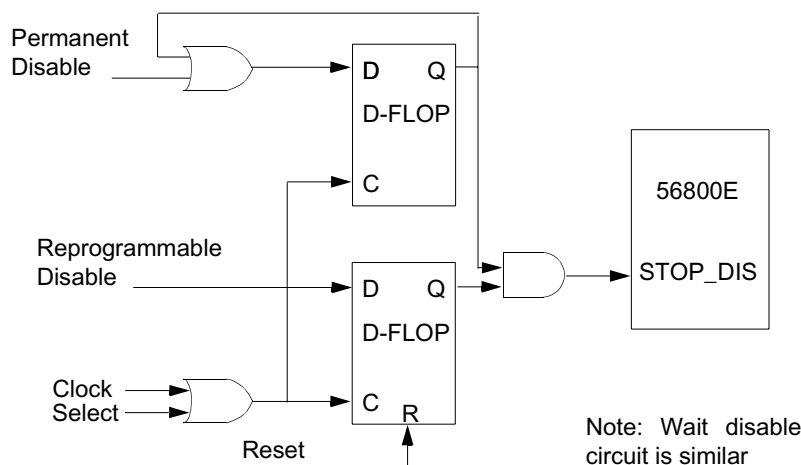 Permanent
Disable
D Q
D-FLOP
C
56800E
STOP_DIS
Reprogrammable
Disable
D Q
D-FLOP
C
R
Clock
Select
Reset
Note: Wait disable
circuit is similar